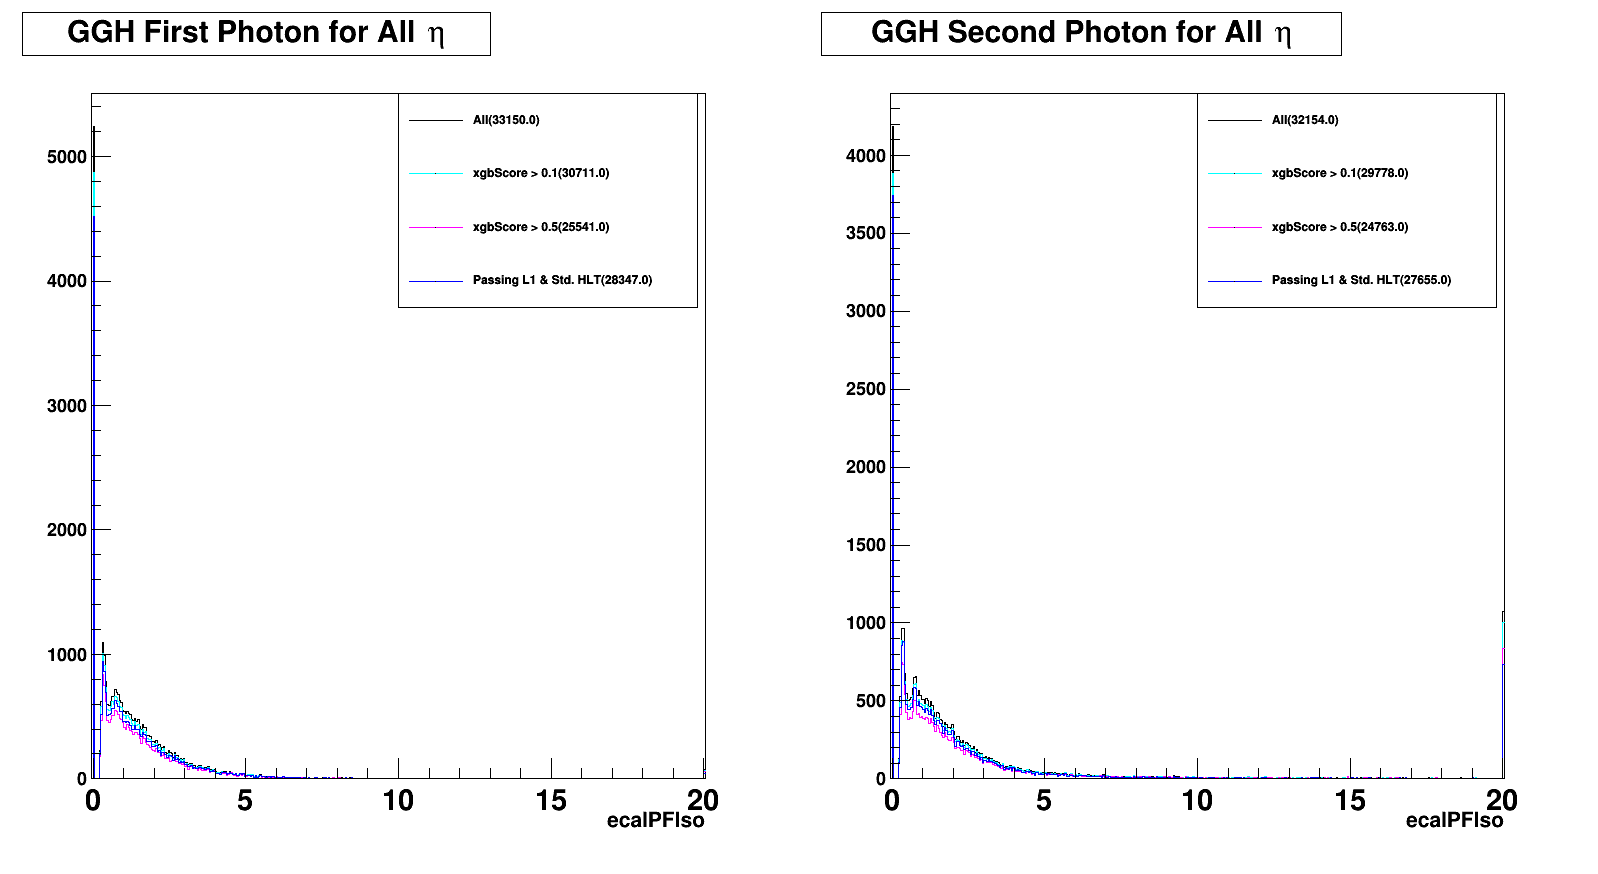 GGH First Photon for All η
5000
4000
3000
2000
1000
0
0 5 10 15 20
ecalPFIso
All(33150.0)
xgbScore > 0.1(30711.0)
xgbScore > 0.5(25541.0)
Passing L1 & Std. HLT(28347.0)
GGH Second Photon for All η
4000
3500
3000
2500
2000
1500
1000
500
0
0 5 10 15 20
ecalPFIso
All(32154.0)
xgbScore > 0.1(29778.0)
xgbScore > 0.5(24763.0)
Passing L1 & Std. HLT(27655.0)